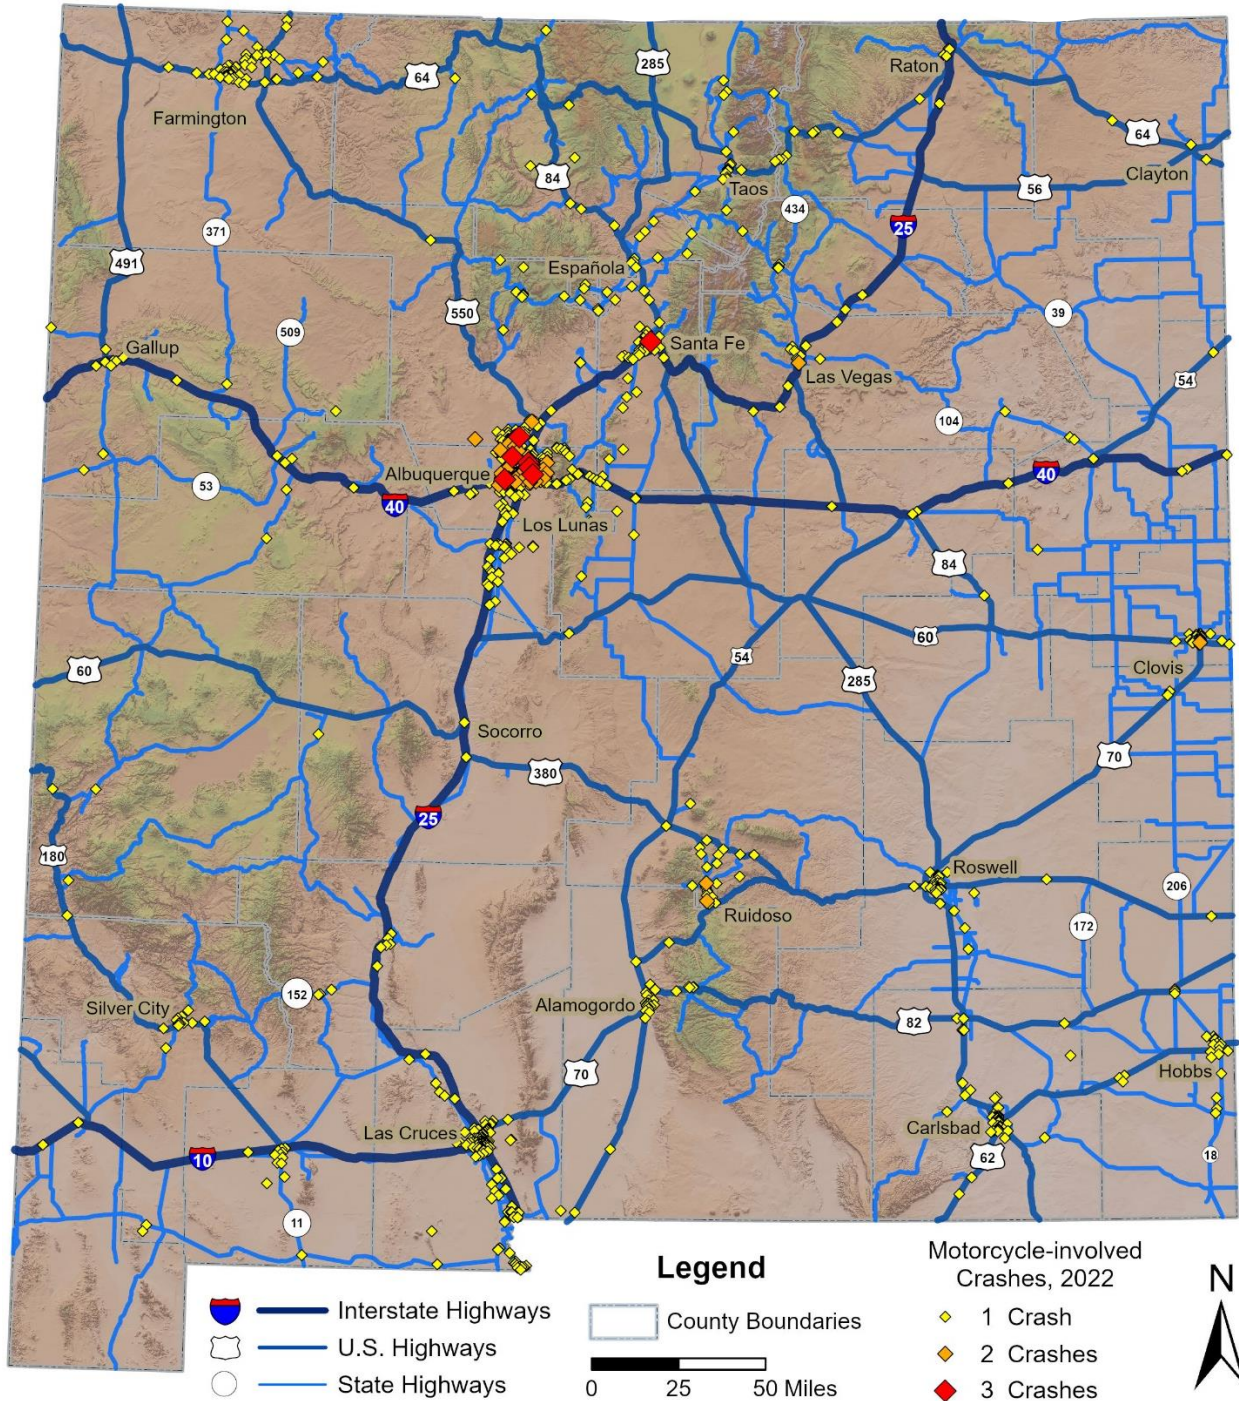 Raton
285
64
Farmington
64
Clayton
84
Taos
56
434
371
25
491
Española
550
39
509
Gallup
Santa Fe
Las Vegas
54
104
Albuquerque
40
53
40
Los Lunas
84
60
54
60
Clovis
285
Socorro
380
70
25
180
Roswell
206
Ruidoso
172
152
Silver City
Alamogordo
82
70
Hobbs
Las Cruces
Carlsbad
10
62
18
11
Legend
Interstate Highways
U.S. Highways
State Highways
County Boundaries
0 25 50 Miles
Motorcycle-involved
Crashes, 2022
1 Crash
2 Crashes
3 Crashes
N